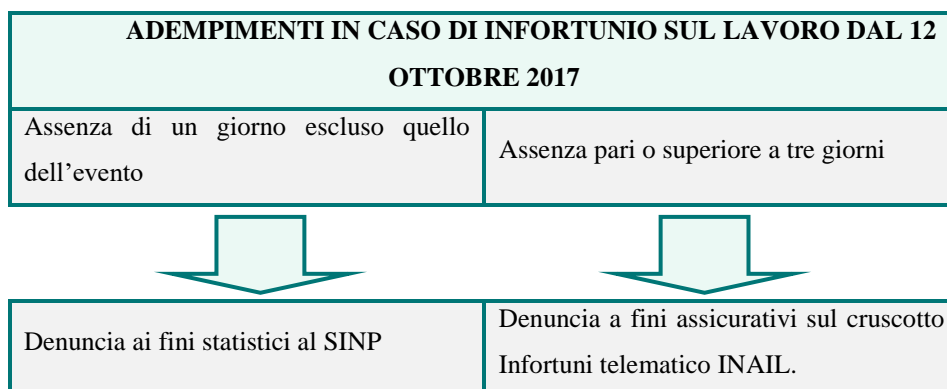 ADEMPIMENTI IN CASO DI INFORTUNIO SUL LAVORO DAL 12
OTTOBRE 2017
Assenza di un giorno escluso quello
dell’evento
Assenza pari o superiore a tre giorni
Denuncia ai fini statistici al SINP
Denuncia a fini assicurativi sul cruscotto
Infortuni telematico INAIL.